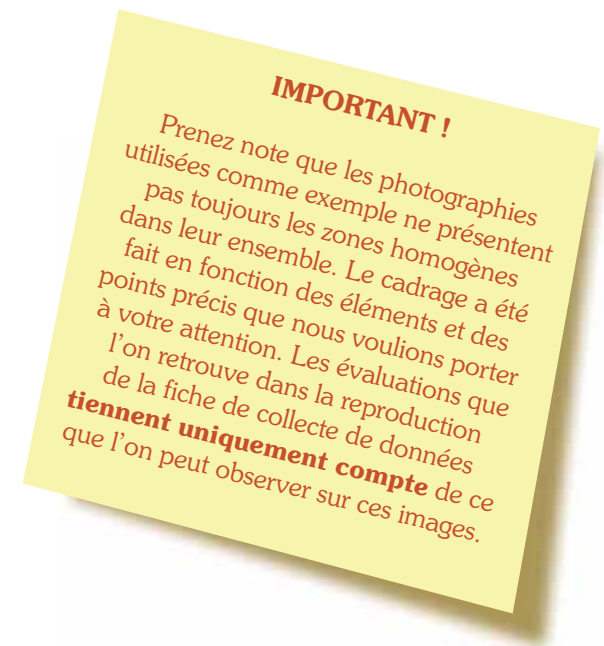 IMPORTANT !
Prenez note que les photographies
utilisées comme exemple ne présentent
pas toujours les zones homogènes
dans leur ensemble. Le cadrage a été
fait en fonction des éléments et des
points précis que nous voulions porter
à votre attention. Les évaluations que
l'on retrouve dans la reproduction
de la fiche de collecte de données
tiennent uniquement compte de ce
que l'on peut observer sur ces images.